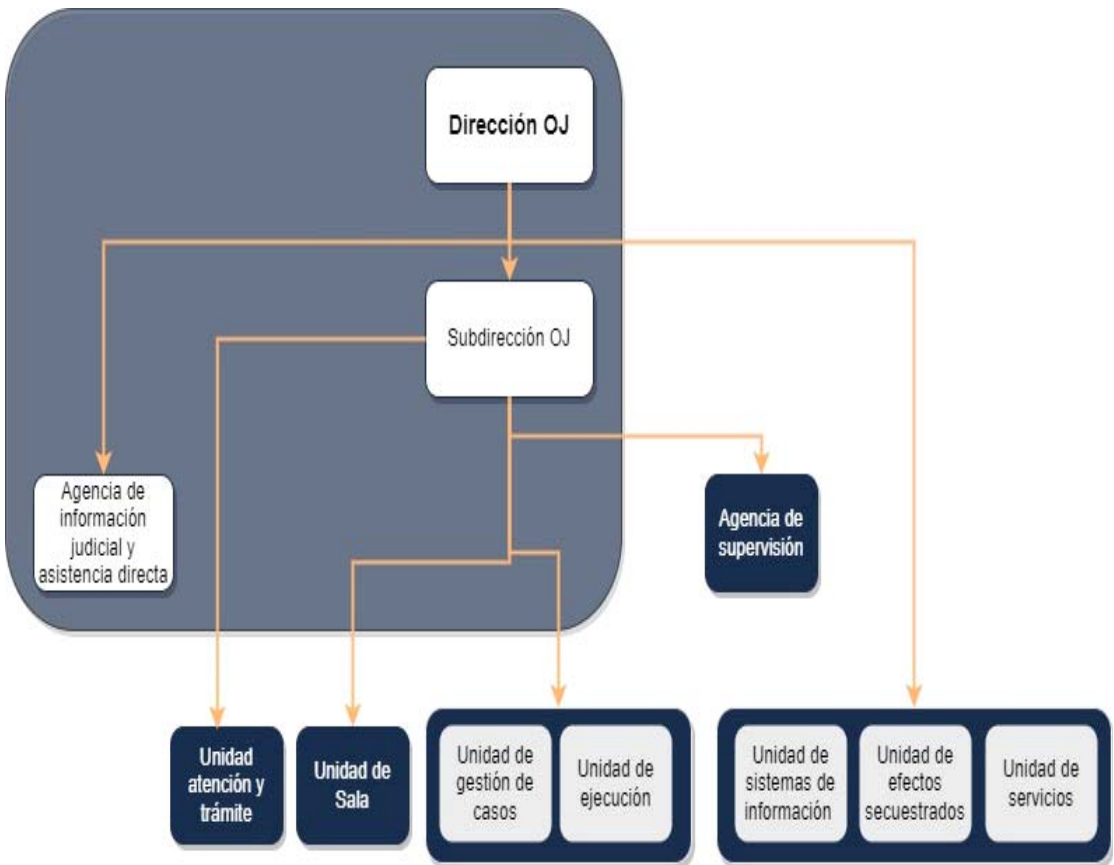 Dirección OJ
Subdirección OJ
Agencia de
información
judicial y
asistencia directa
Agencia de
supervisión
Unidad
atención y
trámite
Unidad de
Sala
Unidad de
gestión de
casos
Unidad de
ejecución
Unidad de
sistemas de
información
Unidad de
efectos
secuestrados
Unidad de
servicios